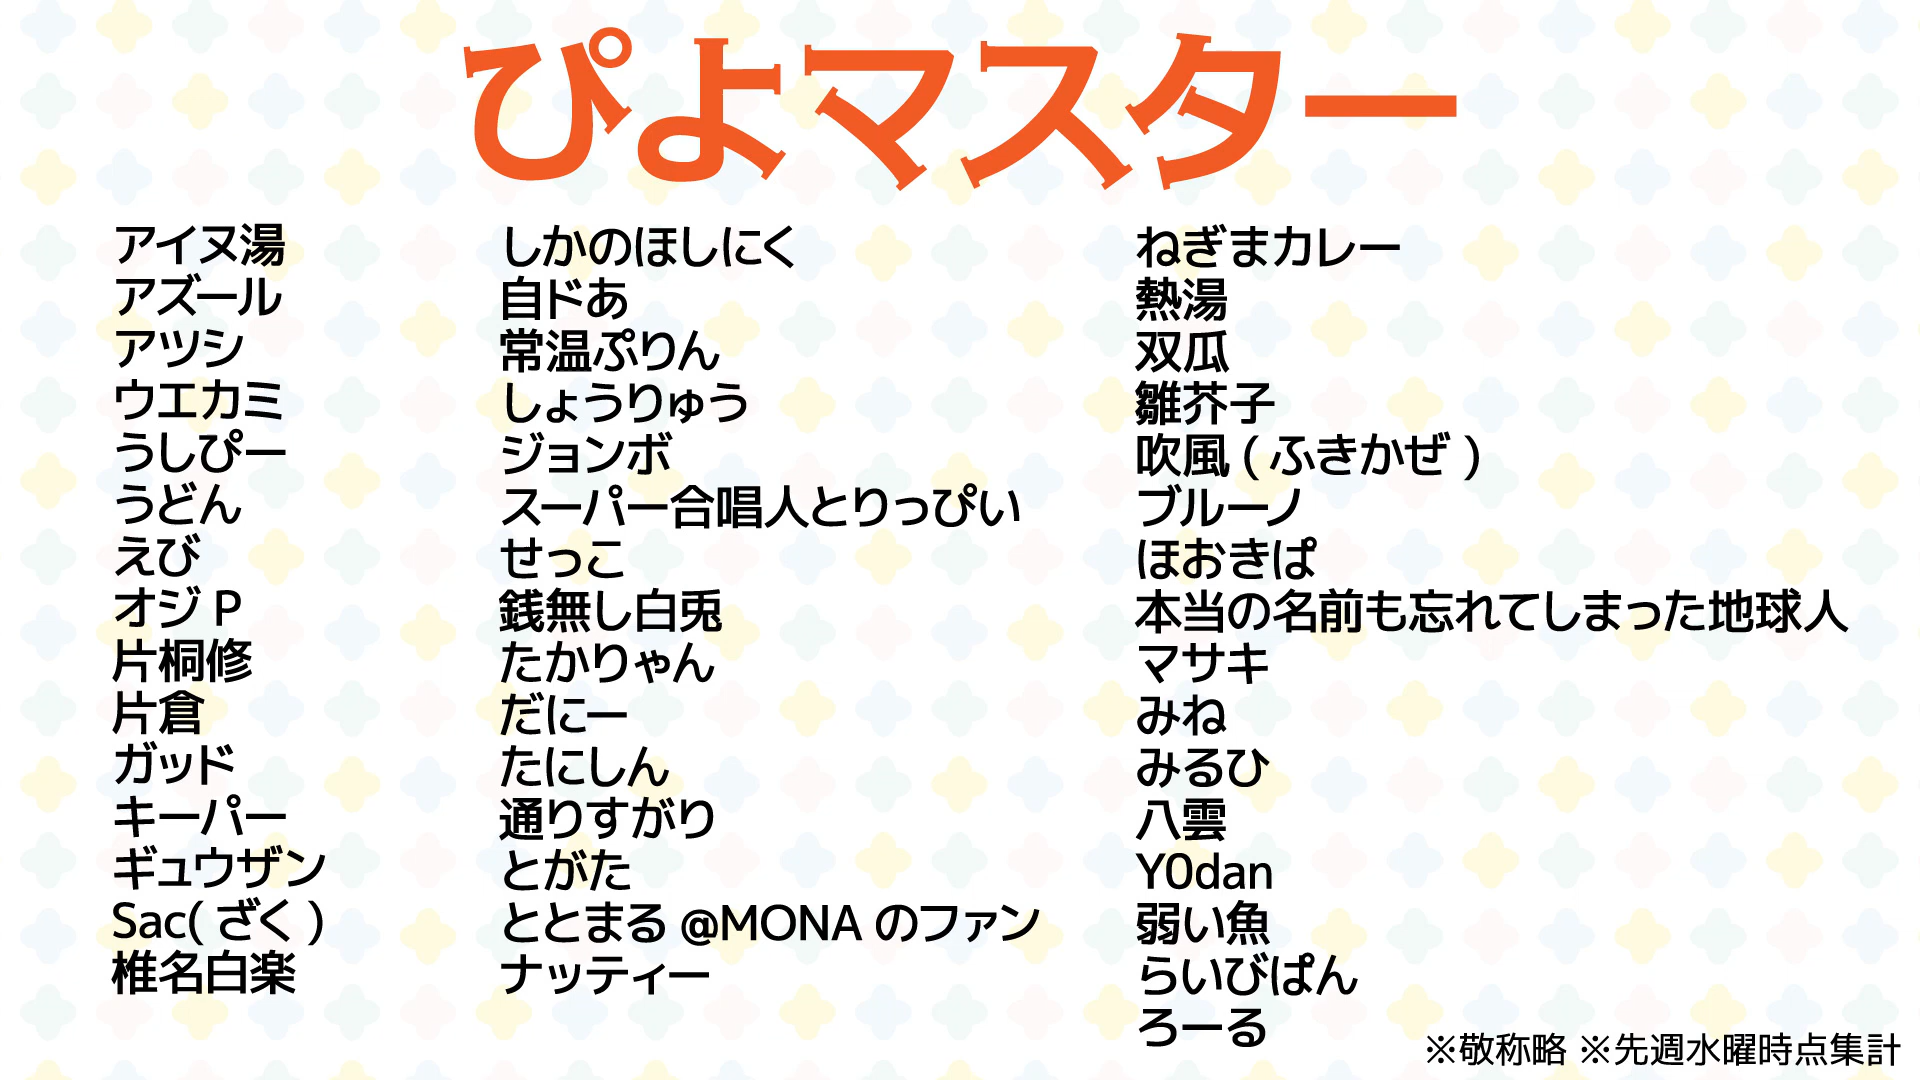 ぴよマスター
アイヌ湯
アズール
アツシ
ウエカミ
うしぴー
うどん
えび
オジP
片桐修
片倉
ガッド
キーパー
ギュウザン
Sac(ざく)
椎名白楽
しかのほしにく
自ドあ
常温ぷりん
しょうりゅう
ジョンボ
スーパー合唱人とりっぴぃ
せっこ
銭無し白兎
たかりゃん
だにー
たにしん
通りすがり
とがた
ととまる@MONAのファン
ナッティー
ねぎまカレー
熱湯
双瓜
雛芥子
吹風(ふきかぜ)
ブルーノ
ほおきぱ
本当の名前も忘れてしまった地球人
マサキ
みね
みるひ
八雲
Y0dan
弱い魚
らいびぱん
ろーる
※敬称略 ※先週水曜時点集計